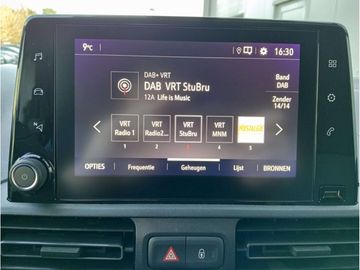 9°C
16:30
DAB+ VRT
DAB VRT StuBru
12A Life is Music
Band
DAB
Zender
14/14
VRT
Radio 1
VRT
Radio2...
VRT
StuBru
VRT
MNM
NOSTALGIE
1 2 3 4 5
OPTIES Frequentie Geheugen Lijst BRONNEN